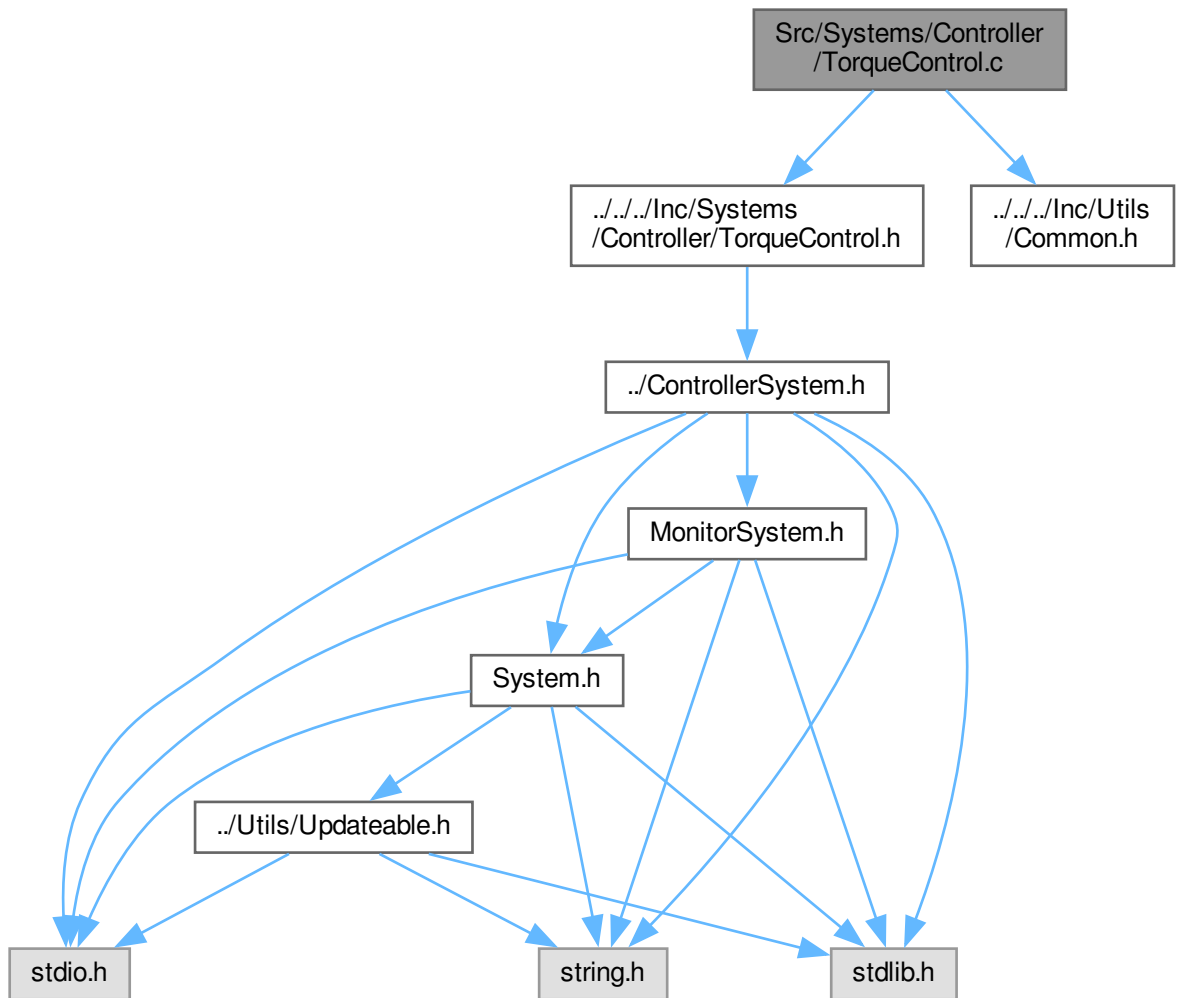 Src/Systems/Controller
/TorqueControl.c
../../../Inc/Systems
/Controller/TorqueControl.h
../../../Inc/Utils
/Common.h
../ControllerSystem.h
MonitorSystem.h
System.h
../Utils/Updateable.h
stdio.h
string.h
stdlib.h